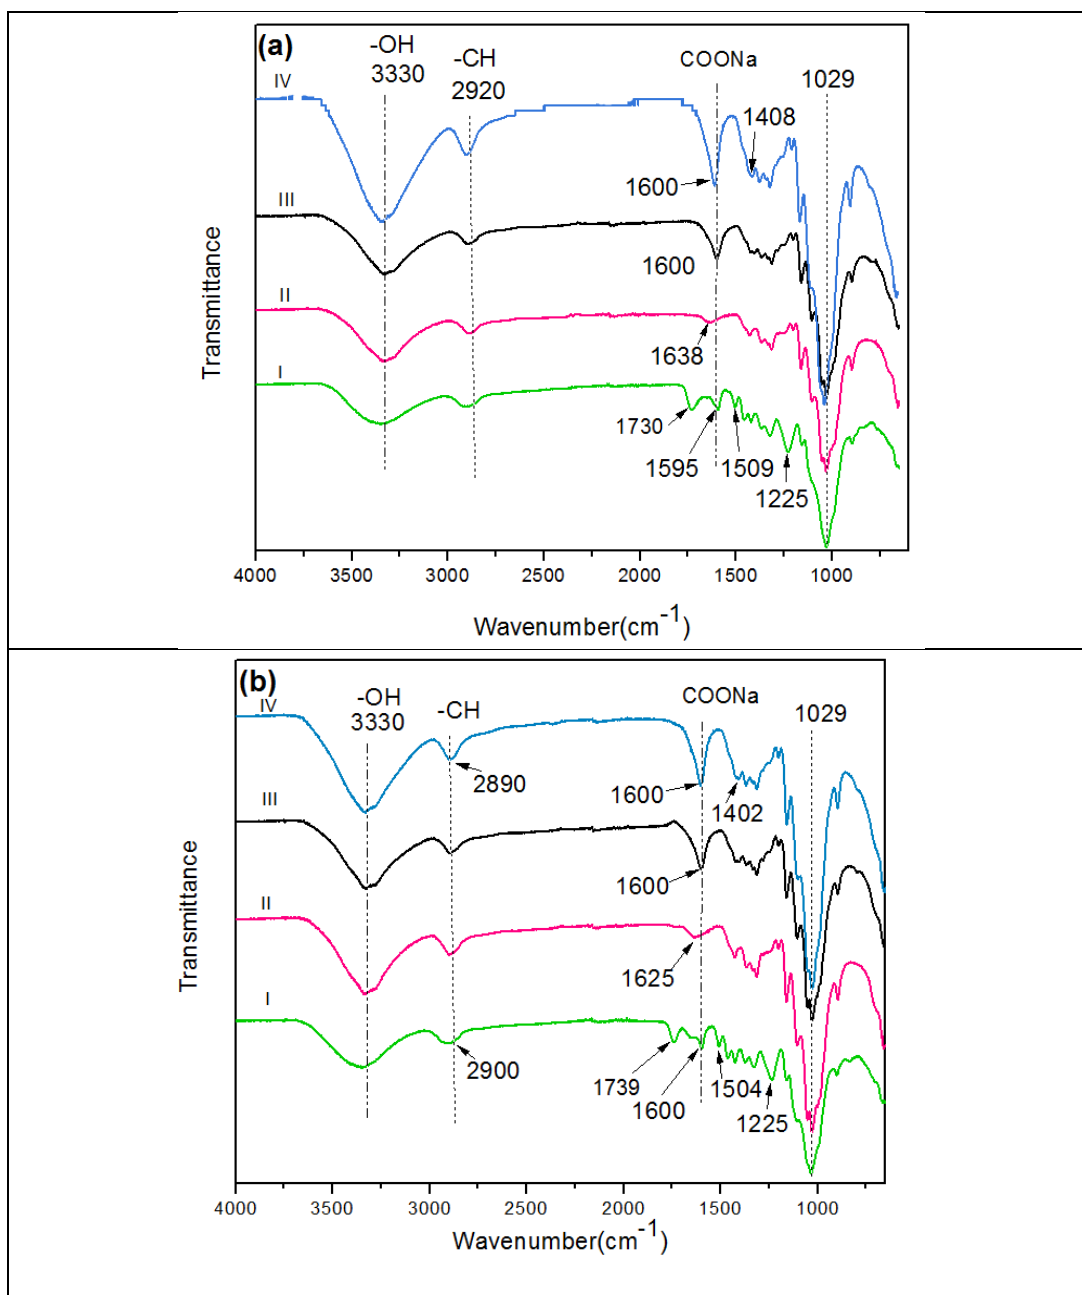 (a)
-OH
3330
-CH
2920
COONa
1029
IV
1408
1600
III
1600
II
1638
I
1730
1595
1509
1225
Transmittance
4000 3500 3000 2500 2000 1500 1000
Wavenumber(cm-1)
(b)
-OH
3330
-CH
COONa
1029
IV
2890
1600
1402
III
1600
II
1625
I
2900
1739
1600
1504
1225
Transmittance
4000 3500 3000 2500 2000 1500 1000
Wavenumber(cm-1)